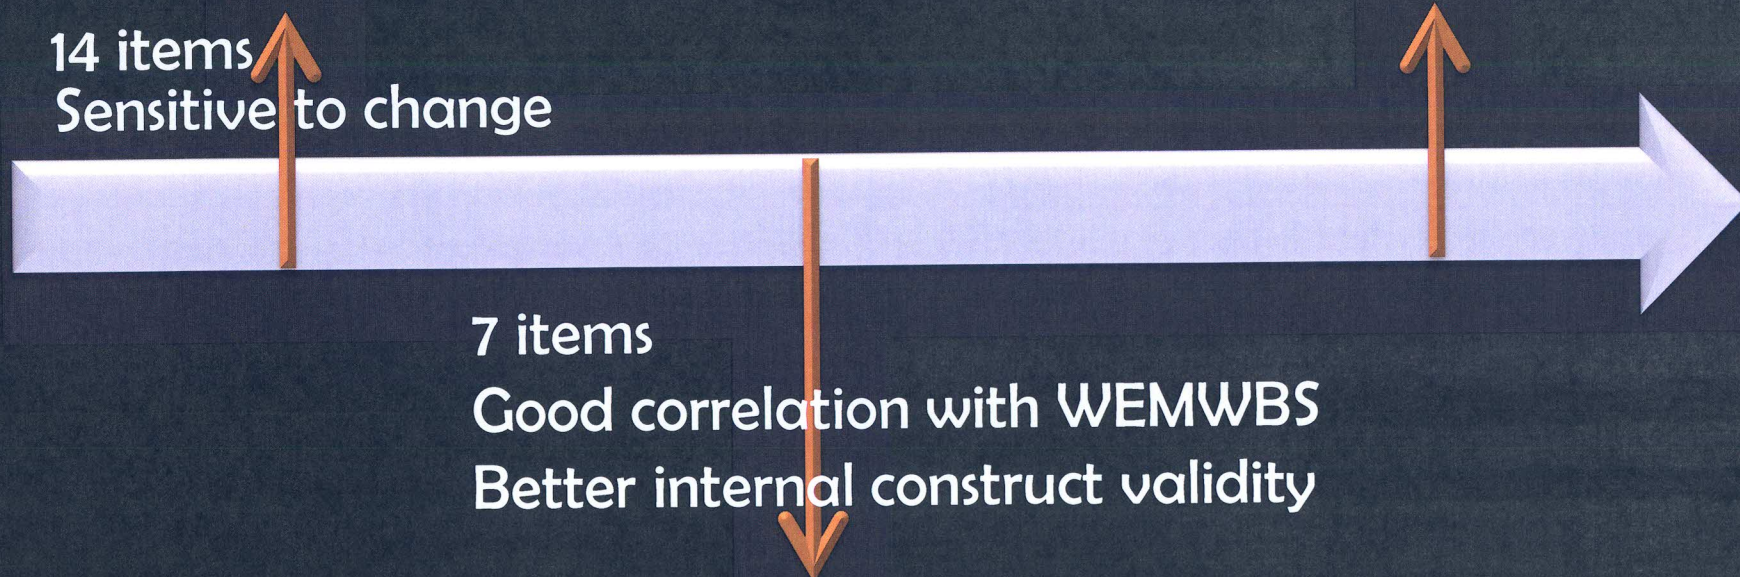 14 items
Sensitive to change
7 items
Good correlation with WEMWBS
Better internal construct validity